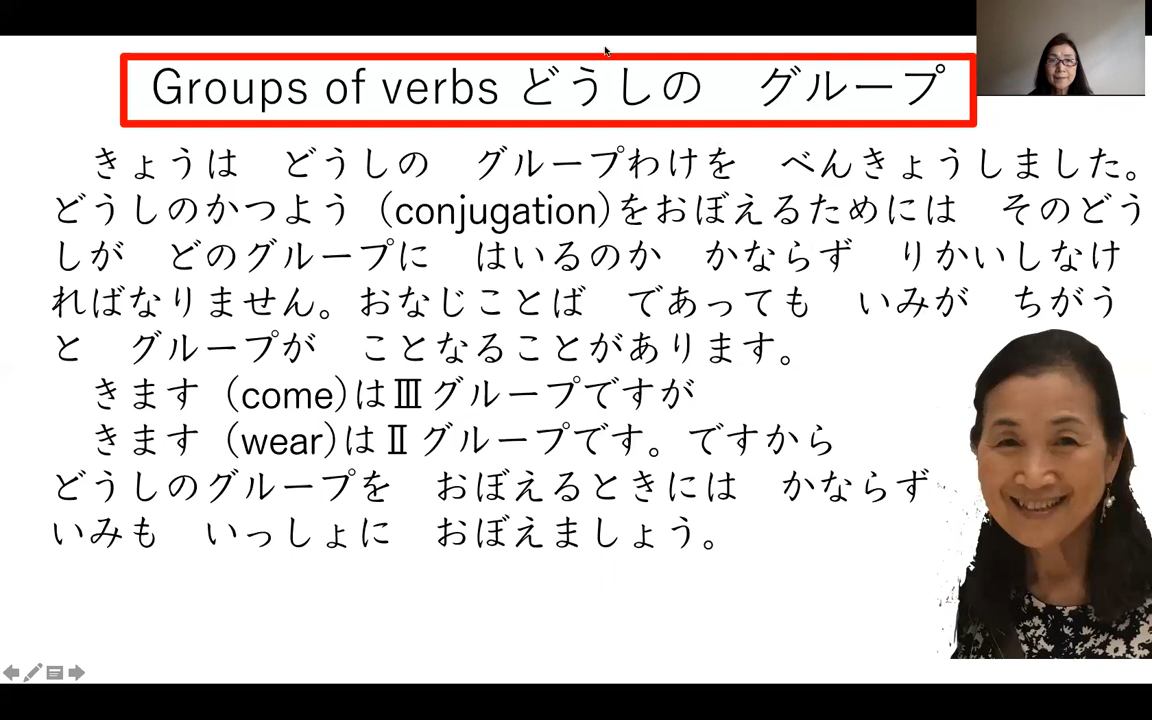 Groups of verbs どうしの　グループ
きょうは　どうしの　グループわけを　べんきょうしました。
どうしのかつよう（conjugation)をおぼえるためには　そのどう
しが　どのグループに　はいるのか　かならず　りかいしなけ
ればなりません。おなじことば　であっても　いみが　ちがう
と　グループが　ことなることがあります。
きます（come)はⅢグループですが
きます（wear)はⅡグループです。ですから
どうしのグループを　おぼえるときには　かならず
いみも　いっしょに　おぼえましょう。